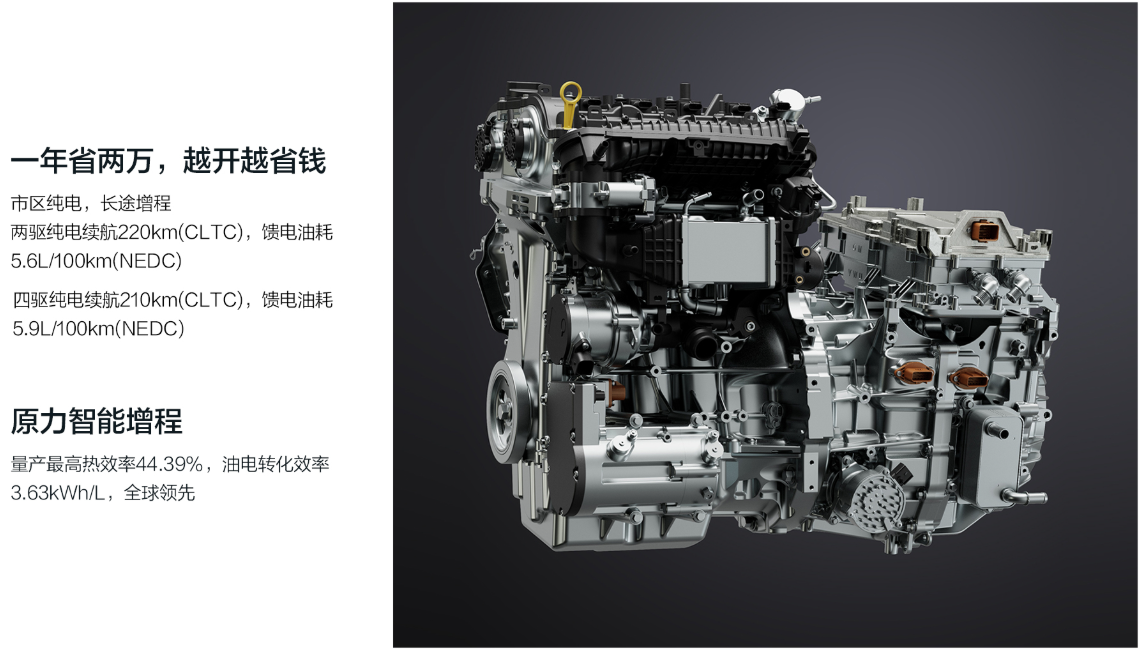 一年省两万，越开越省钱
市区纯电，长途增程
两驱纯电续航220km(CLTC)，馈电油耗
5.6L/100km(NEDC)
四驱纯电续航210km(CLTC)，馈电油耗
5.9L/100km(NEDC)
原力智能增程
量产最高热效率44.39%，油电转化效率
3.63kWh/L，全球领先